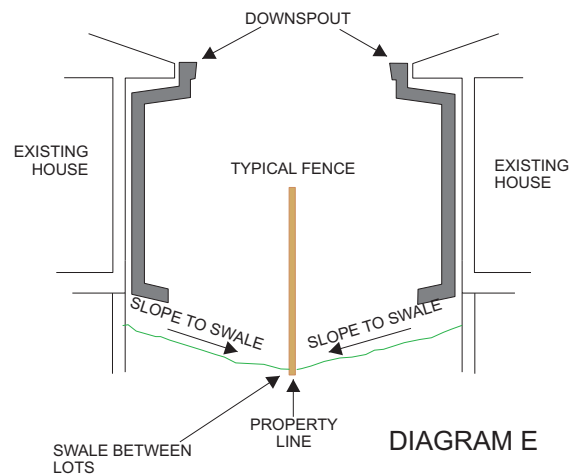 DOWNSPOUT
EXISTING
HOUSE
TYPICAL FENCE
EXISTING
HOUSE
SLOPE TO SWALE
SLOPE TO SWALE
PROPERTY
LINE
SWALE BETWEEN
LOTS
DIAGRAM E